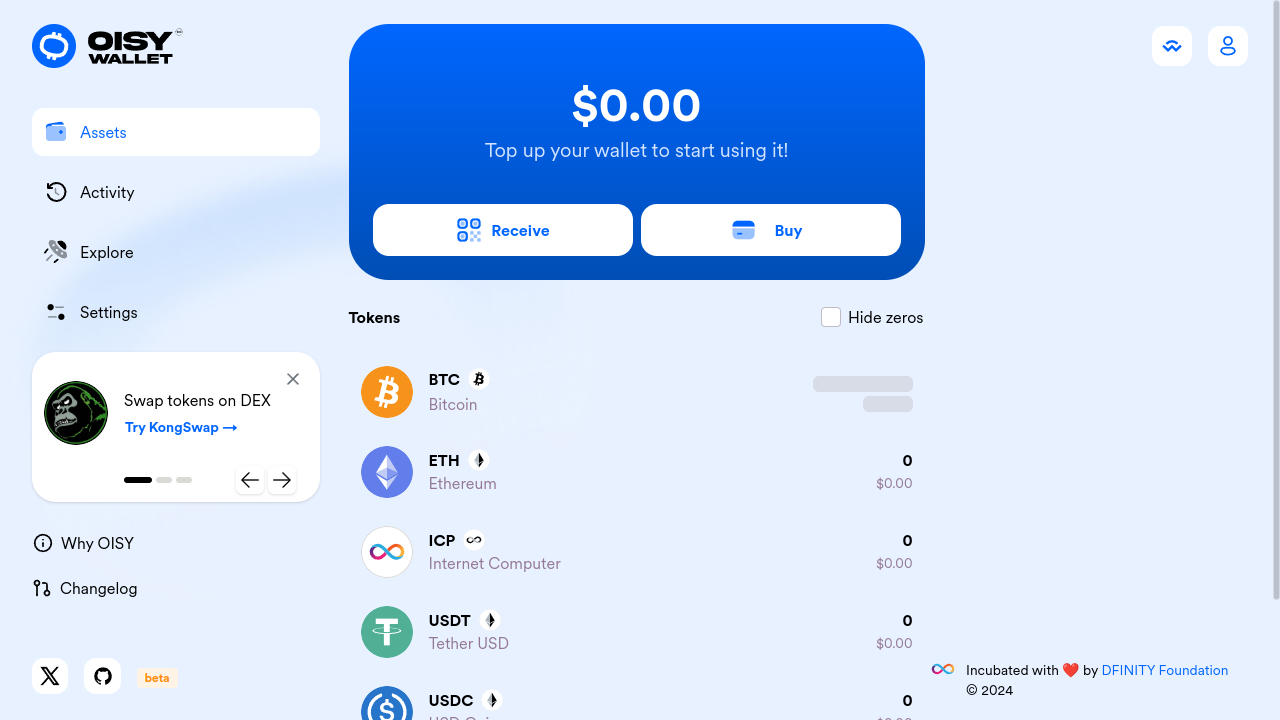 OISY
WALLET
Assets
Activity
Explore
Settings
Swap tokens on DEX
Try KongSwap →
Why OISY
Changelog
beta
$0.00
Top up your wallet to start using it!
Receive
Buy
Tokens
Hide zeros
BTC
Bitcoin
ETH
0
Ethereum
$0.00
ICP
0
Internet Computer
$0.00
USDT
0
Tether USD
$0.00
USDC
0
Incubated with ❤️ by DFINITY Foundation
© 2024